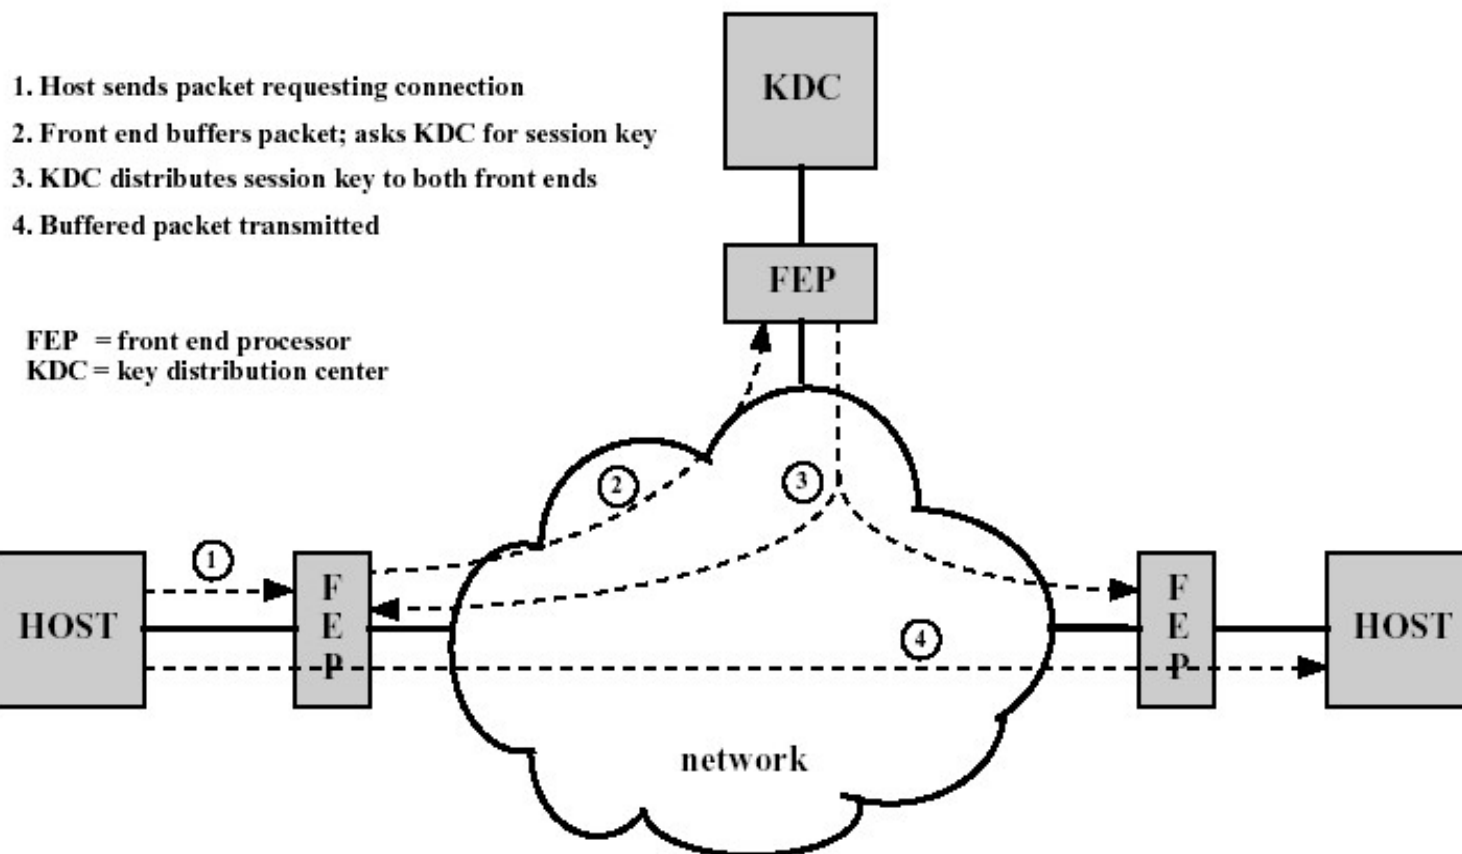 1. Host sends packet requesting connection
2. Front end buffers packet; asks KDC for session key
3. KDC distributes session key to both front ends
4. Buffered packet transmitted
FEP = front end processor
KDC = key distribution center
KDC
FEP
2
3
1
HOST
F
E
P
4
F
E
P
HOST
network